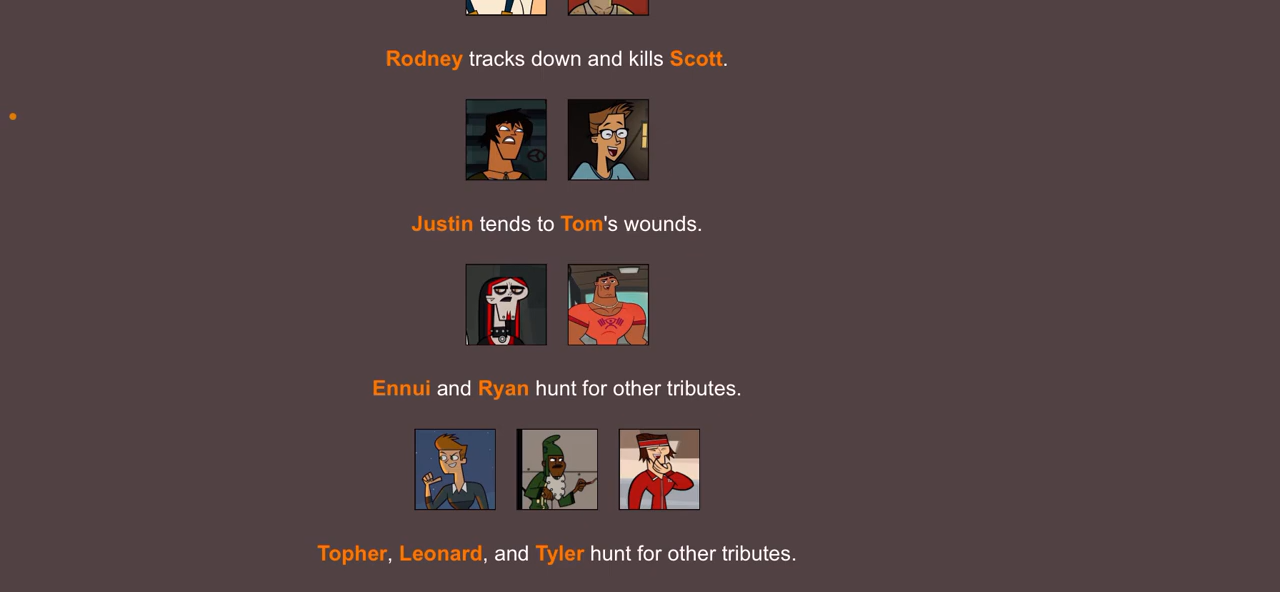 Rodney tracks down and kills Scott.
Justin tends to Tom's wounds.
Ennui and Ryan hunt for other tributes.
Topher, Leonard, and Tyler hunt for other tributes.